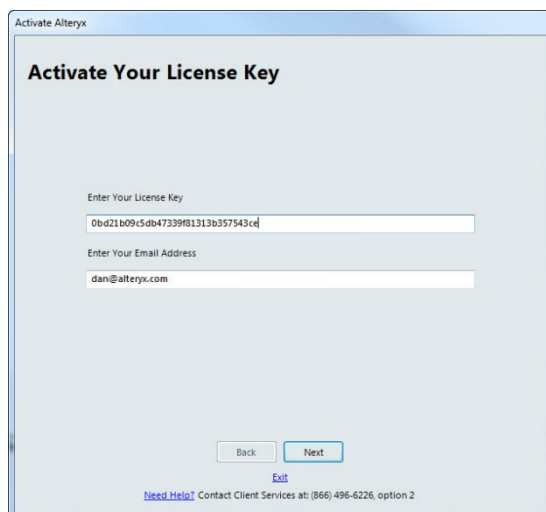 Activate Alteryx
Activate Your License Key
Enter Your License Key
0bd21b09c5db47339f81313b357543ce
Enter Your Email Address
dan@alteryx.com
Back Next
Exit
Need Help? Contact Client Services at: (866) 496-6226, option 2